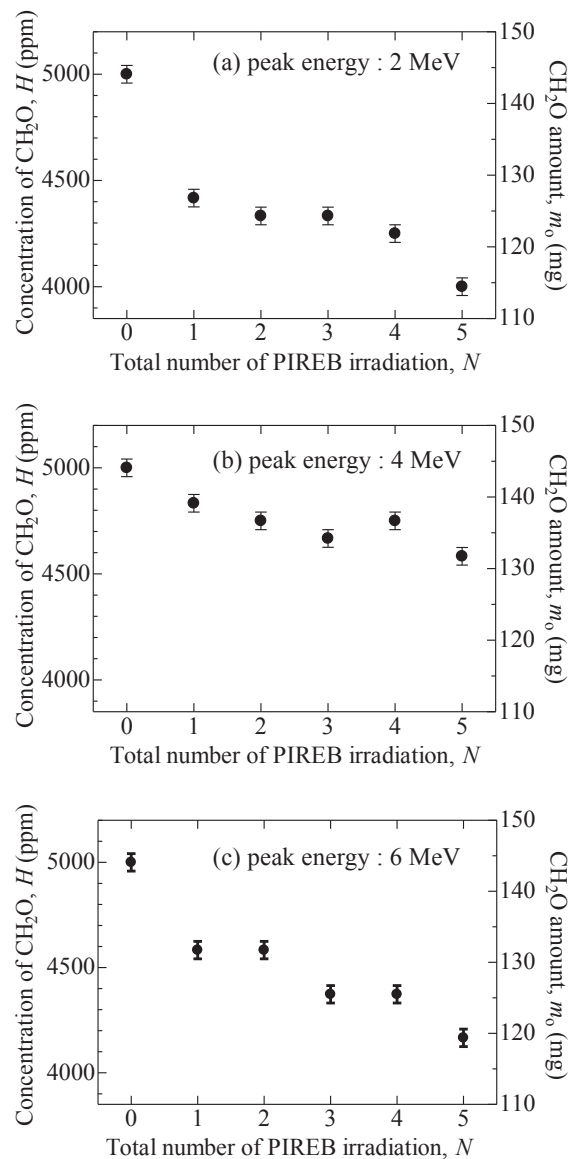 (a) peak energy : 2 MeV
Concentration of CH₂O, H (ppm)
5000
4500
4000
150
140
130
120
110
CH₂O amount, mₒ (mg)
0 1 2 3 4 5
Total number of PIREB irradiation, N
(b) peak energy : 4 MeV
Concentration of CH₂O, H (ppm)
5000
4500
4000
150
140
130
120
110
CH₂O amount, mₒ (mg)
0 1 2 3 4 5
Total number of PIREB irradiation, N
(c) peak energy : 6 MeV
Concentration of CH₂O, H (ppm)
5000
4500
4000
150
140
130
120
110
CH₂O amount, mₒ (mg)
0 1 2 3 4 5
Total number of PIREB irradiation, N